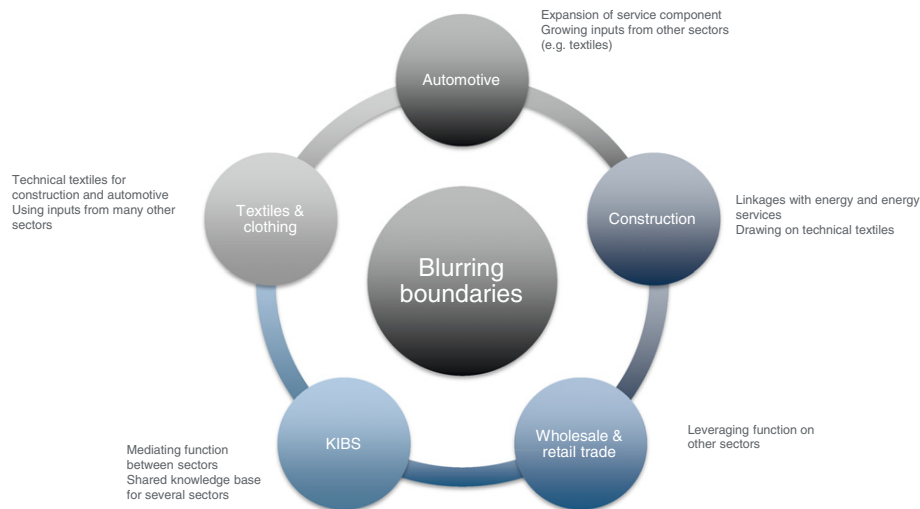 Expansion of service component
Growing inputs from other sectors
(e.g. textiles)
Automotive
Technical textiles for
construction and automotive
Using inputs from many other
sectors
Textiles &
clothing
Construction
Linkages with energy and energy
services
Drawing on technical textiles
Blurring
boundaries
Mediating function
between sectors
Shared knowledge base
for several sectors
KIBS
Wholesale &
retail trade
Leveraging function on
other sectors